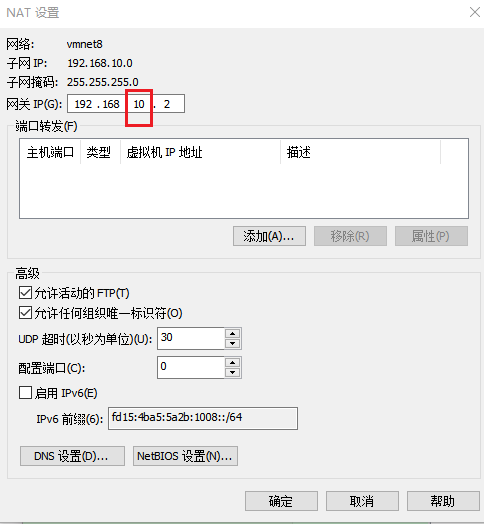 NAT 设置
网络: vmnet8
子网 IP: 192.168.10.0
子网掩码: 255.255.255.0
网关 IP(G): 192 . 168 . 10 . 2
端口转发(F)
主机端口 类型 虚拟机 IP 地址 描述
添加(A)... 移除(R) 属性(P)
高级
允许活动的 FTP(T)
允许任何组织唯一标识符(O)
UDP 超时(以秒为单位)(U): 30
配置端口(C): 0
启用 IPv6(E)
IPv6 前缀(6): fd15:4ba5:5a2b:1008::/64
DNS 设置(D)... NetBIOS 设置(N)...
确定 取消 帮助